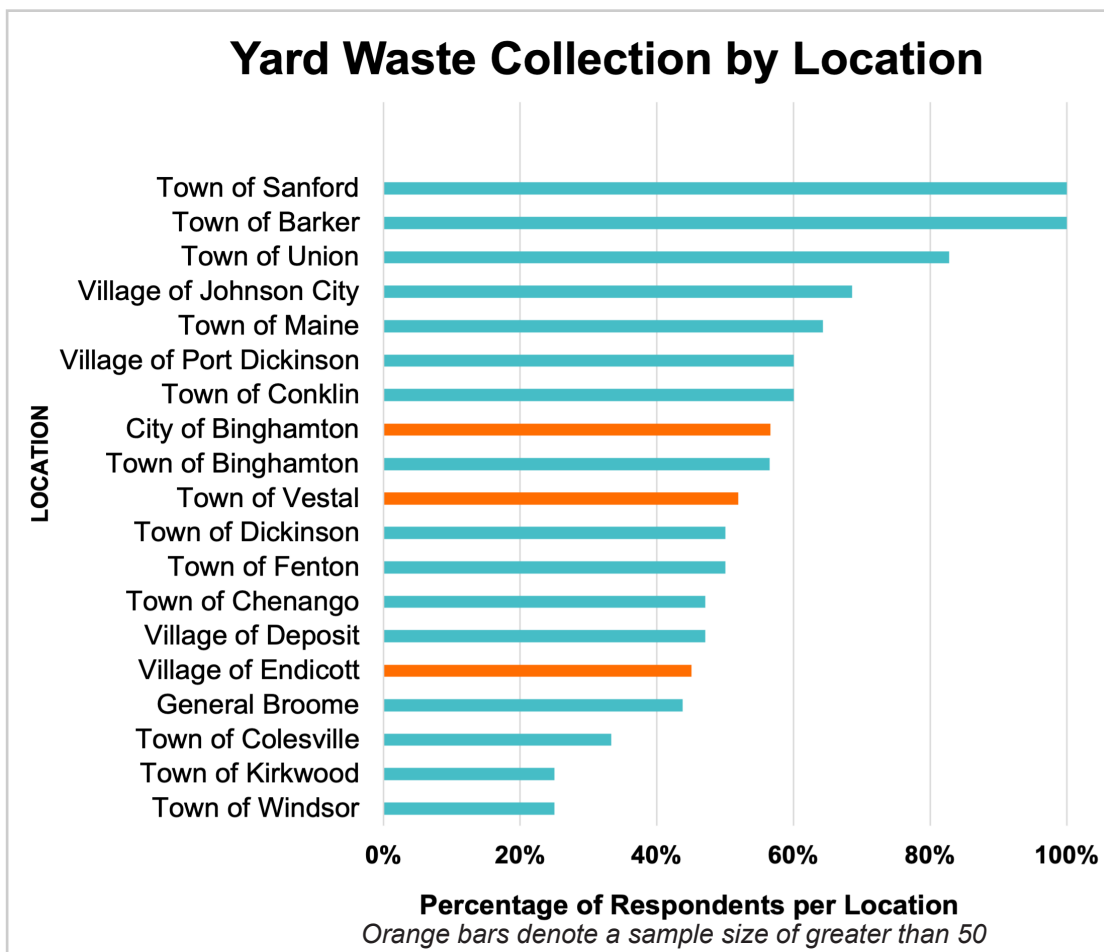 Yard Waste Collection by Location
Town of Sanford
Town of Barker
Town of Union
Village of Johnson City
Town of Maine
Village of Port Dickinson
Town of Conklin
City of Binghamton
Town of Binghamton
Town of Vestal
Town of Dickinson
Town of Fenton
Town of Chenango
Village of Deposit
Village of Endicott
General Broome
Town of Colesville
Town of Kirkwood
Town of Windsor
LOCATION
0% 20% 40% 60% 80% 100%
Percentage of Respondents per Location
Orange bars denote a sample size of greater than 50